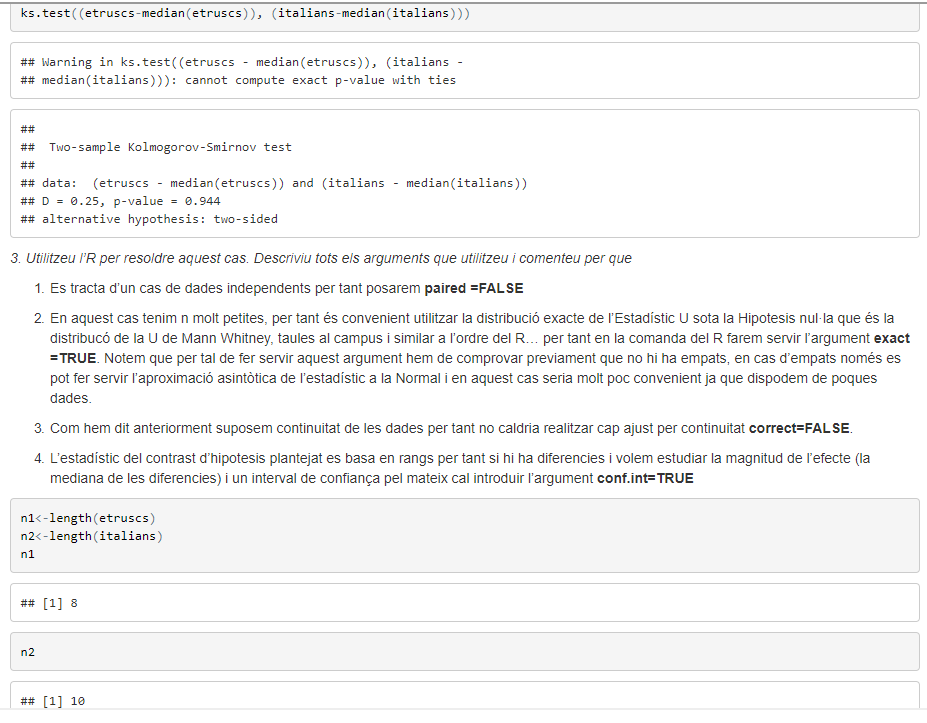 ks.test((etruscs-median(etruscs)), (italians-median(italians)))
## Warning in ks.test((etruscs - median(etruscs)), (italians -
## median(italians))): cannot compute exact p-value with ties
##
##  Two-sample Kolmogorov-Smirnov test
##
## data:  (etruscs - median(etruscs)) and (italians - median(italians))
## D = 0.25, p-value = 0.944
## alternative hypothesis: two-sided
3. Utilitzeu l'R per resoldre aquest cas. Descriviu tots els arguments que utilitzeu i comenteu per que
1. Es tracta d'un cas de dades independents per tant posarem paired =FALSE
2. En aquest cas tenim n molt petites, per tant és convenient utilitzar la distribució exacte de l'Estadístic U sota la Hipotesis nul·la que és la
distribucó de la U de Mann Whitney, taules al campus i similar a l'ordre del R… per tant en la comanda del R farem servir l'argument exact
=TRUE. Notem que per tal de fer servir aquest argument hem de comprovar previament que no hi ha empats, en cas d'empats només es
pot fer servir l'aproximació asintòtica de l'estadístic a la Normal i en aquest cas seria molt poc convenient ja que dispodem de poques
dades.
3. Com hem dit anteriorment suposem continuitat de les dades per tant no caldria realitzar cap ajust per continuitat correct=FALSE.
4. L'estadístic del contrast d'hipotesis plantejat es basa en rangs per tant si hi ha diferencies i volem estudiar la magnitud de l'efecte (la
mediana de les diferencies) i un interval de confiança pel mateix cal introduir l'argument conf.int=TRUE
n1<-length(etruscs)
n2<-length(italians)
n1
## [1] 8
n2
## [1] 10